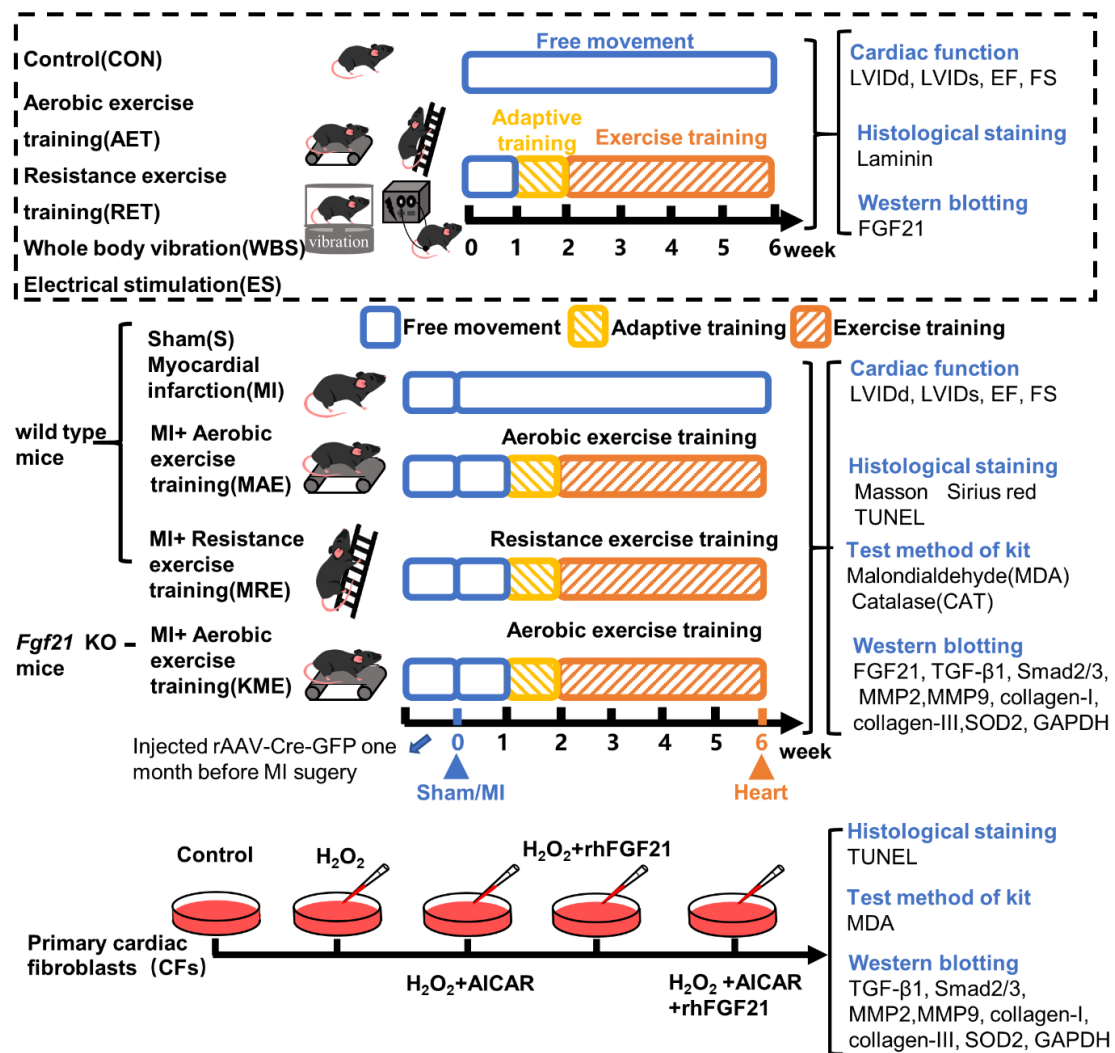 Control(CON)
Aerobic exercise
training(AET)
Resistance exercise
training(RET)
Whole body vibration(WBS)
Electrical stimulation(ES)
vibration
Free movement
Adaptive
training
Exercise training
0 1 2 3 4 5 6 week
Cardiac function
LVIDd, LVIDs, EF, FS
Histological staining
Laminin
Western blotting
FGF21
Free movement
Adaptive training
Exercise training
wild type
mice
Sham(S)
Myocardial
infarction(MI)
MI+ Aerobic
exercise
training(MAE)
Aerobic exercise training
MI+ Resistance
exercise
training(MRE)
Resistance exercise training
Fgf21 KO
mice
MI+ Aerobic
exercise
training(KME)
Aerobic exercise training
0 1 2 3 4 5 6 week
Injected rAAV-Cre-GFP one
month before MI sugery
Sham/MI
Heart
Cardiac function
LVIDd, LVIDs, EF, FS
Histological staining
Masson Sirius red
TUNEL
Test method of kit
Malondialdehyde(MDA)
Catalase(CAT)
Western blotting
FGF21, TGF-β1, Smad2/3,
MMP2,MMP9, collagen-I,
collagen-III,SOD2, GAPDH
Primary cardiac
fibroblasts（CFs）
Control
H₂O₂
H₂O₂+AICAR
H₂O₂+rhFGF21
H₂O₂ +AICAR
+rhFGF21
Histological staining
TUNEL
Test method of kit
MDA
Western blotting
TGF-β1, Smad2/3,
MMP2,MMP9, collagen-I,
collagen-III, SOD2, GAPDH